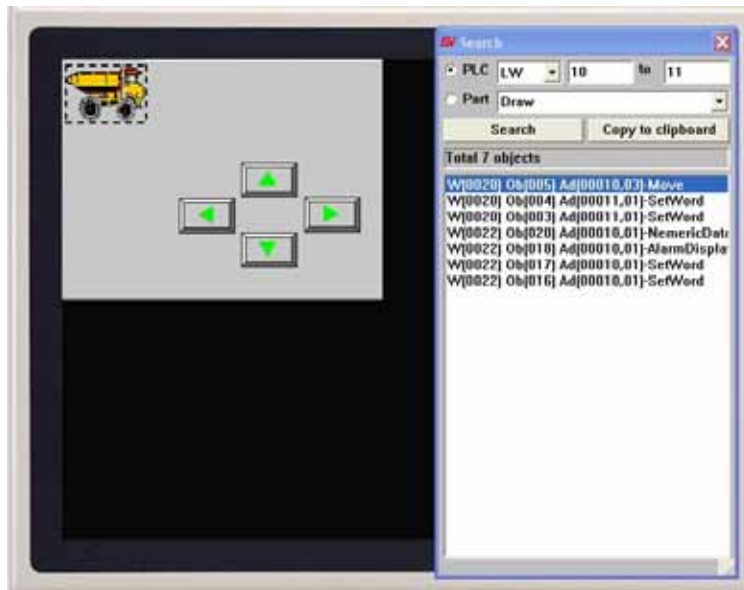 Search
PLC LW 10 to 11
Part Draw
Search Copy to clipboard
Total 7 objects
W[0020] Ob[005] Ad[00010,03]-Move
W[0020] Ob[004] Ad[00011,01]-SetWord
W[0020] Ob[003] Ad[00011,01]-SetWord
W[0022] Ob[020] Ad[00010,01]-NemericData
W[0022] Ob[018] Ad[00010,01]-AlarmDisplay
W[0022] Ob[017] Ad[00010,01]-SetWord
W[0022] Ob[016] Ad[00010,01]-SetWord